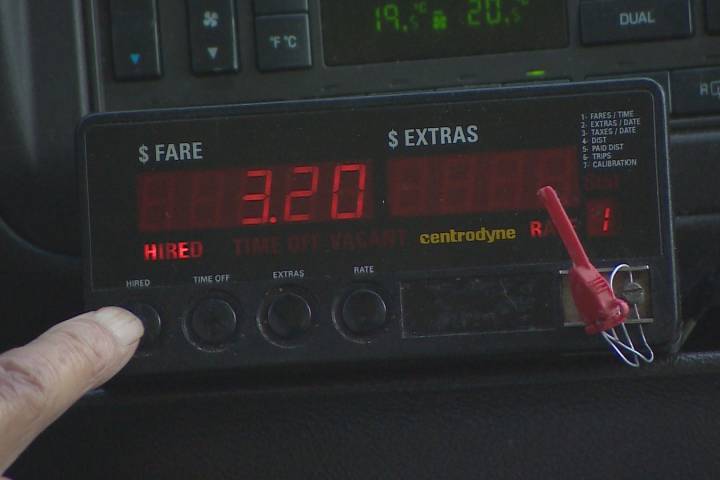 19.5°C 20.5°C
DUAL
°F°C
$ FARE
$ EXTRAS
1- FARES / TIME
2- EXTRAS / DATE
3- TAXES / DATE
4- DIST
5- PAID DIST
6- TRIPS
7- CALIBRATION
3.20
HIRED TIME OFF VACANT centrodyne 1
HIRED TIME OFF EXTRAS RATE